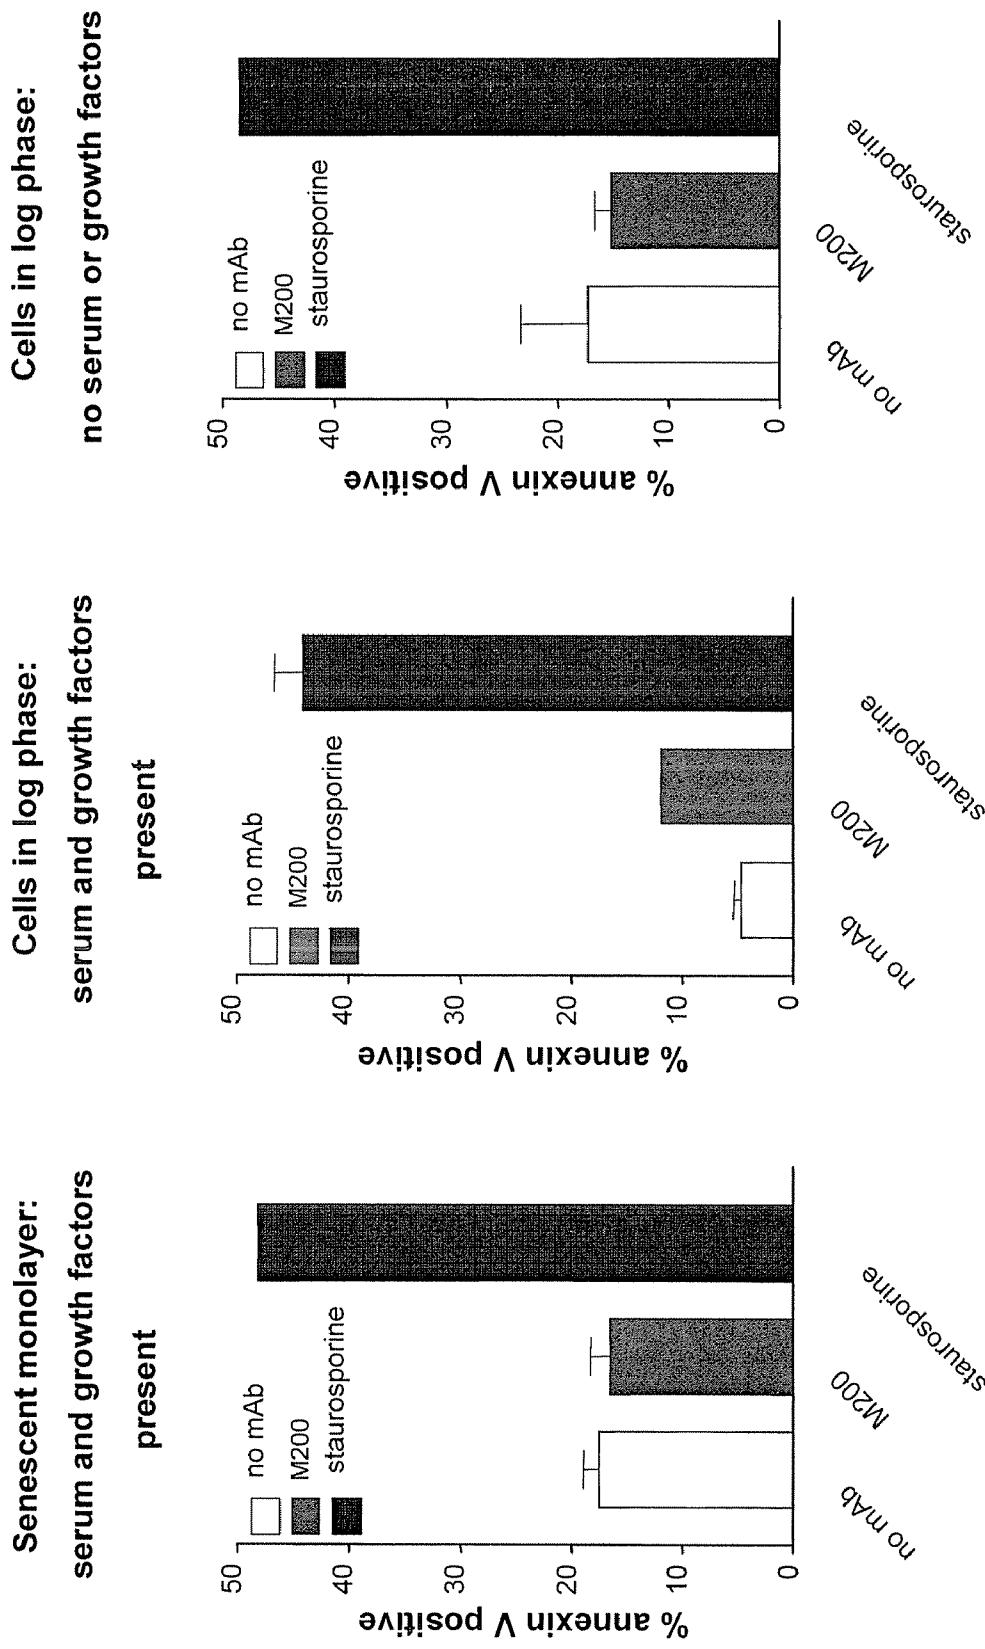 Senescent monolayer:
serum and growth factors
present
% annexin V positive
50
40
30
20
10
0
no mAb
M200
staurosporine
no mAb
M200
staurosporine
Cells in log phase:
serum and growth factors
present
% annexin V positive
50
40
30
20
10
0
no mAb
M200
staurosporine
no mAb
M200
staurosporine
Cells in log phase:
no serum or growth factors
% annexin V positive
50
40
30
20
10
0
no mAb
M200
staurosporine
no mAb
M200
staurosporine